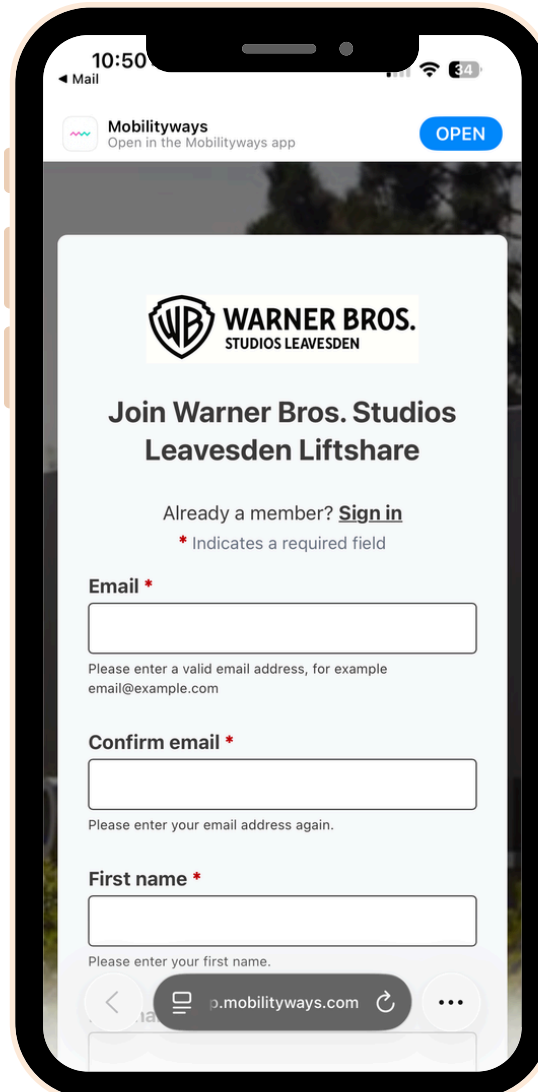 10:50
◀ Mail
34
Mobilityways
Open in the Mobilityways app
OPEN
WB WARNER BROS.
STUDIOS LEAVESDEN
Join Warner Bros. Studios
Leavesden Liftshare
Already a member? Sign in
* Indicates a required field
Email *
Please enter a valid email address, for example
email@example.com
Confirm email *
Please enter your email address again.
First name *
Please enter your first name.
p.mobilityways.com